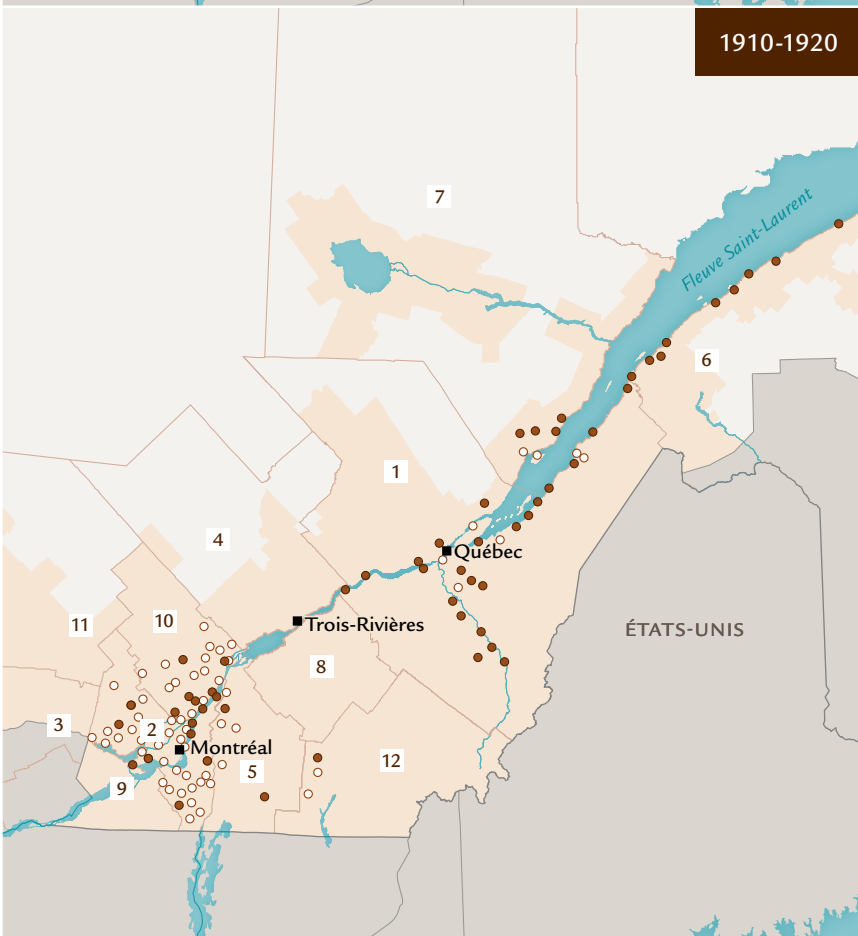 1910-1920
7
Fleuve Saint-Laurent
6
1
4
Québec
11
10
Trois-Rivières
ÉTATS-UNIS
8
3
2
Montréal
5
12
9